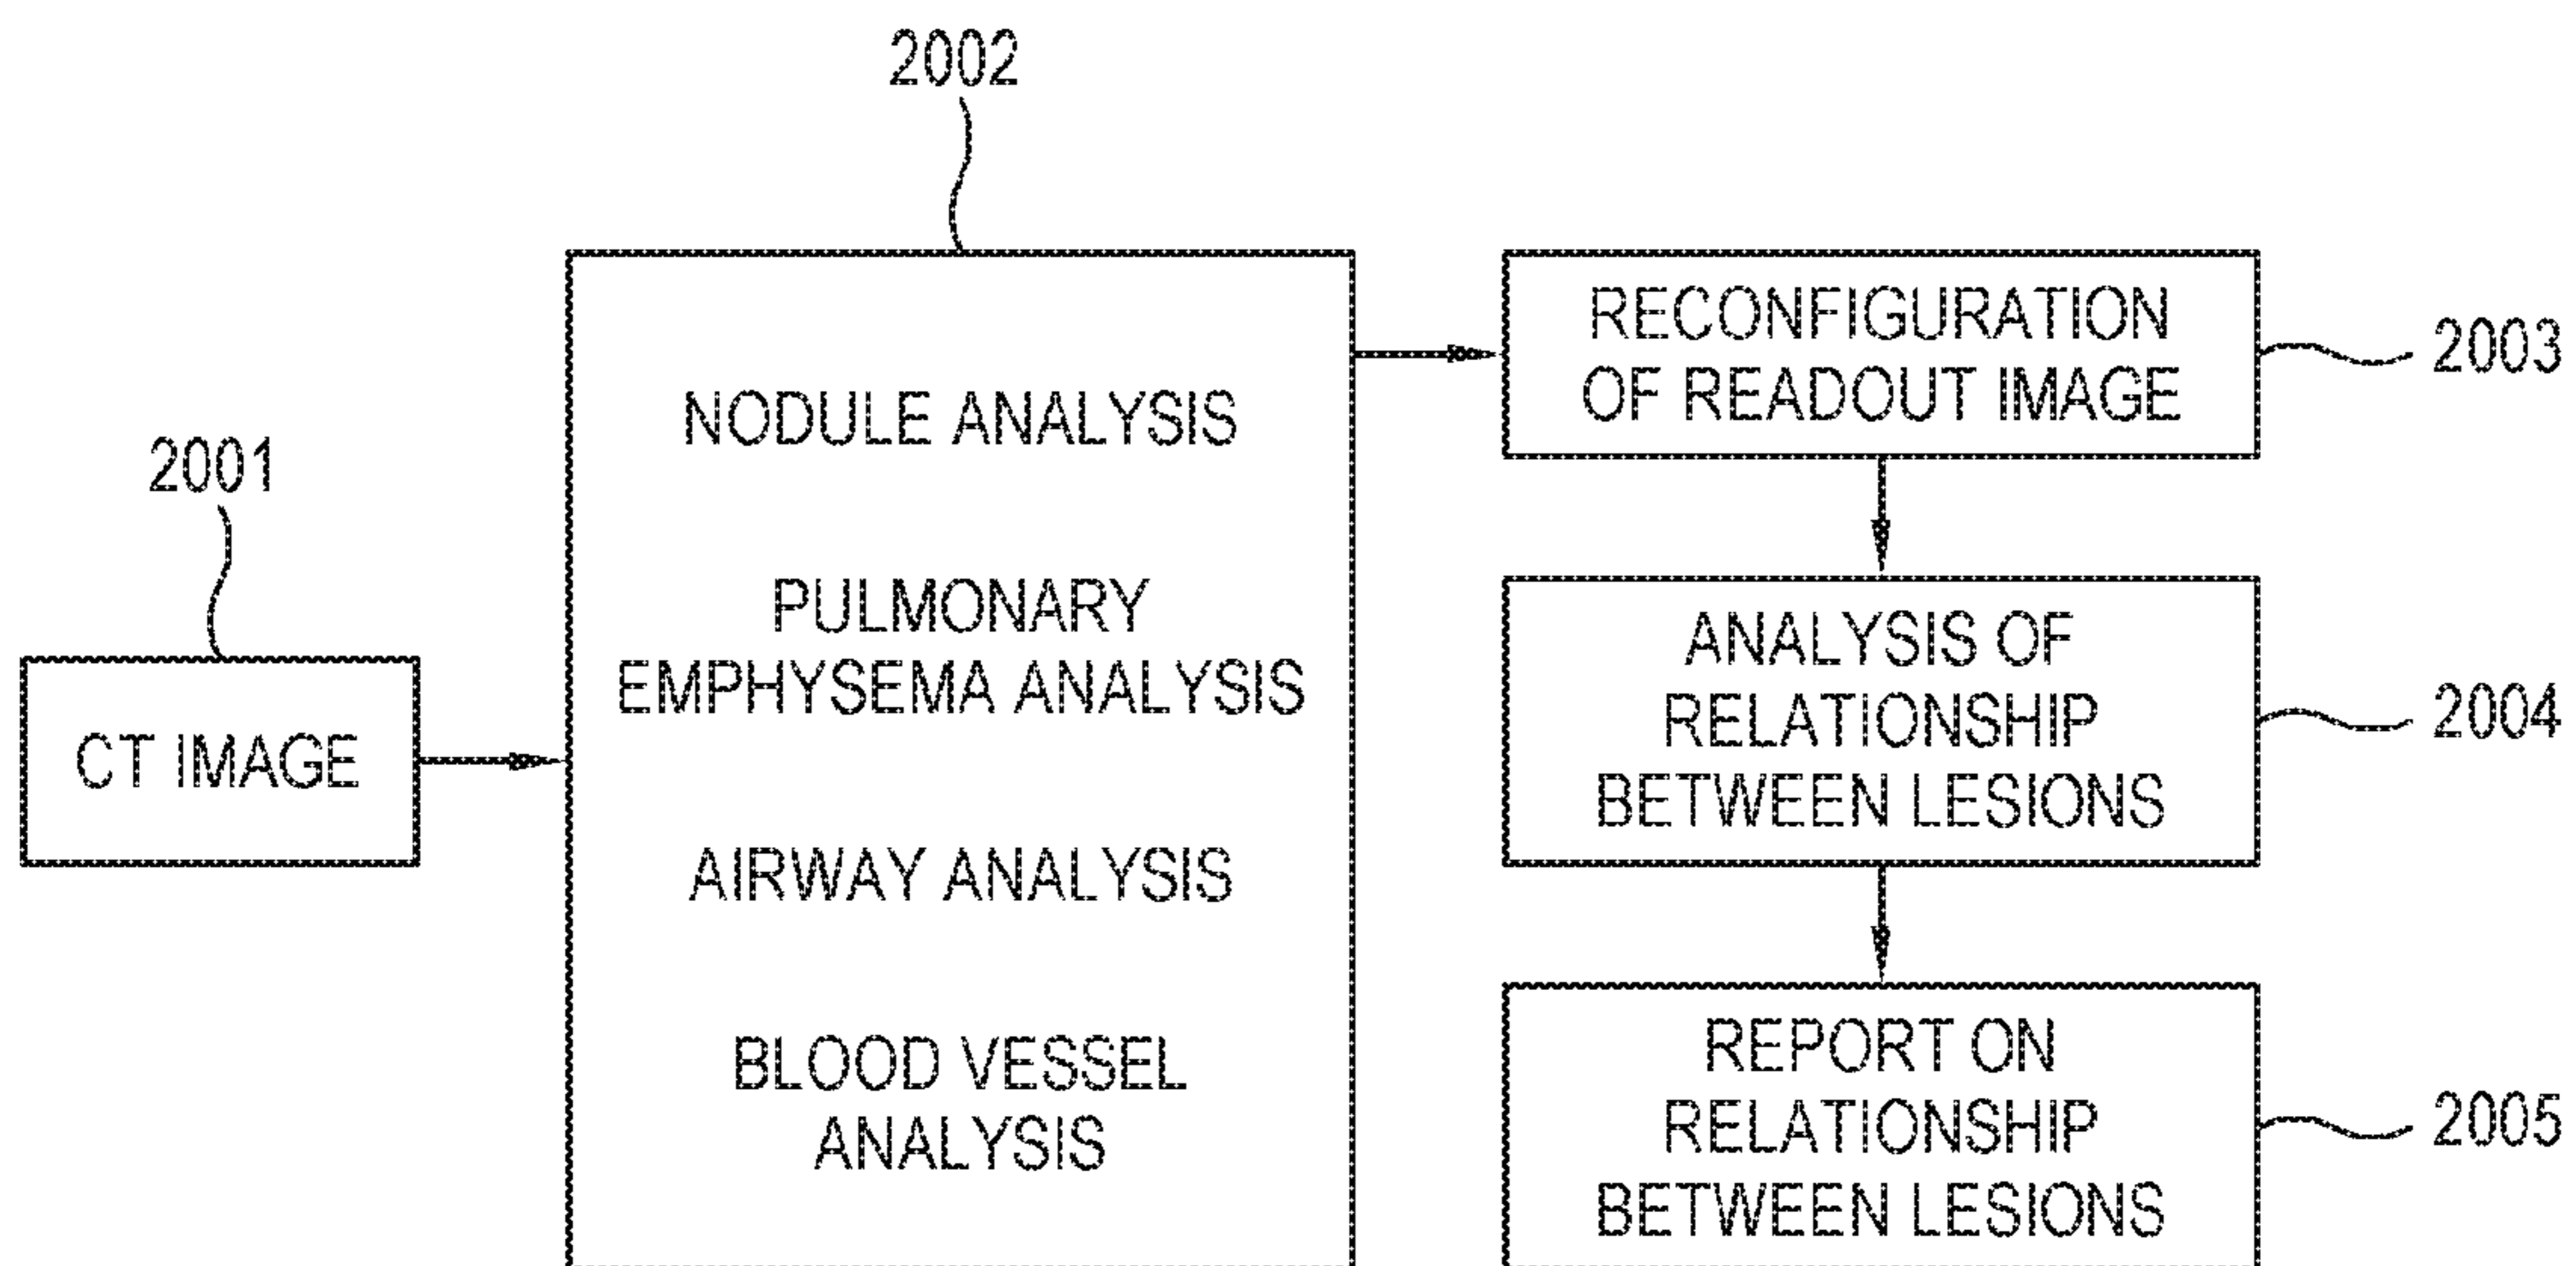 2002
2001
CT IMAGE
NODULE ANALYSIS
PULMONARY
EMPHYSEMA ANALYSIS
AIRWAY ANALYSIS
BLOOD VESSEL
ANALYSIS
RECONFIGURATION
OF READOUT IMAGE
2003
ANALYSIS OF
RELATIONSHIP
BETWEEN LESIONS
2004
REPORT ON
RELATIONSHIP
BETWEEN LESIONS
2005